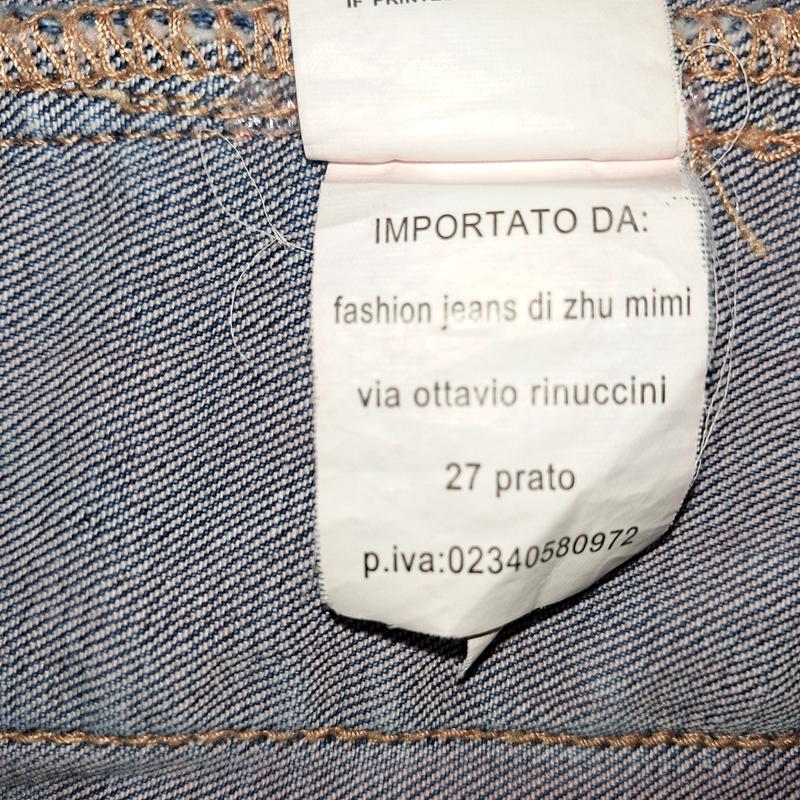 IMPORTATO DA:
fashion jeans di zhu mimi
via ottavio rinuccini
27 prato
p.iva:02340580972